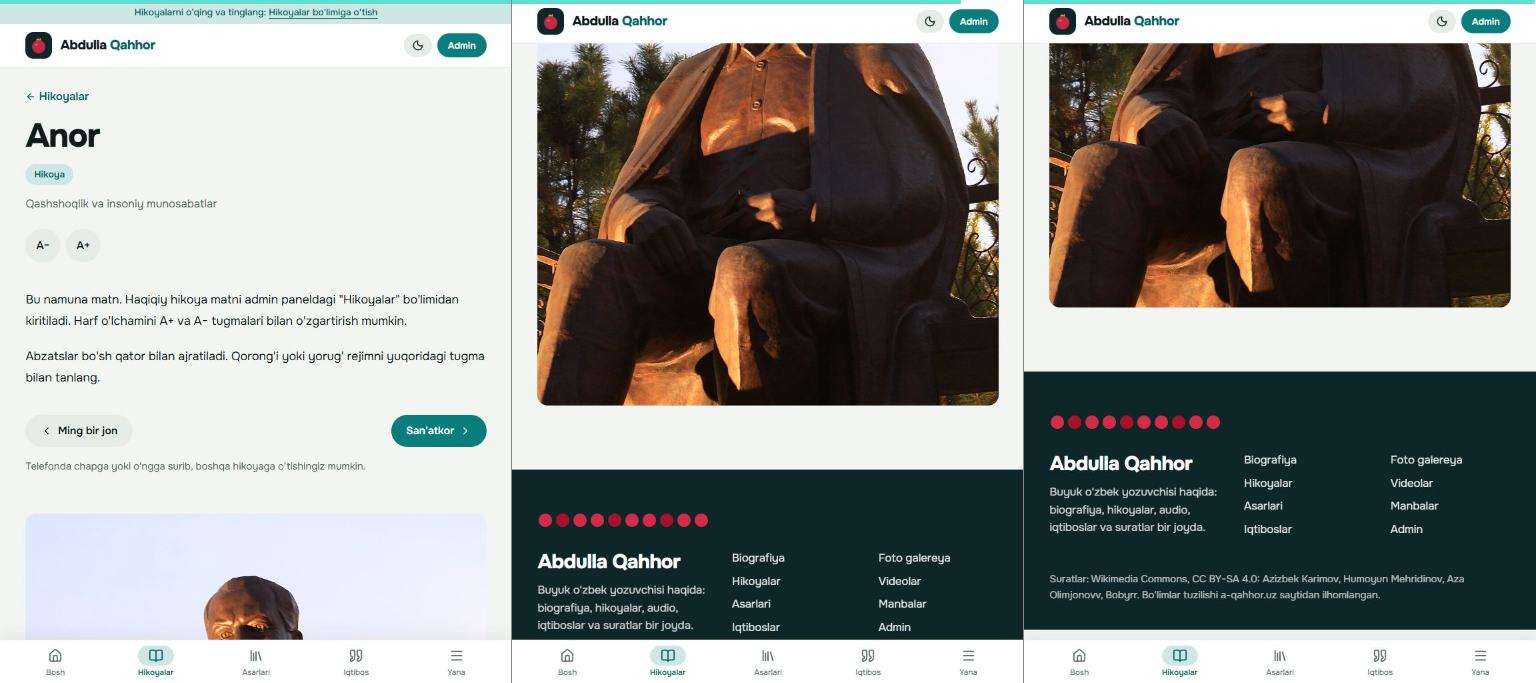 Hikoyalarni o'qing va tinglang: Hikoyalar bo'limiga o'tish
Abdulla Qahhor
Admin
← Hikoyalar
Anor
Hikoya
Qashshoqlik va insoniy munosabatlar
A−
A+
Bu namuna matn. Haqiqiy hikoya matni admin paneldagi "Hikoyalar" bo'limidan
kiritiladi. Harf o'lchamini A+ va A− tugmalari bilan o'zgartirish mumkin.
Abzatslar bo'sh qator bilan ajratiladi. Qorong'i yoki yorug' rejimni yuqoridagi tugma
bilan tanlang.
Ming bir jon
San'atkor
Telefonda chapga yoki o'ngga surib, boshqa hikoyaga o'tishingiz mumkin.
Bosh
Hikoyalar
Asarlari
Iqtibos
Yana
Abdulla Qahhor
Admin
Abdulla Qahhor
Buyuk o'zbek yozuvchisi haqida:
biografiya, hikoyalar, audio,
iqtiboslar va suratlar bir joyda.
Biografiya
Hikoyalar
Asarlari
Iqtiboslar
Foto galereya
Videolar
Manbalar
Admin
Bosh
Hikoyalar
Asarlari
Iqtibos
Yana
Abdulla Qahhor
Admin
Abdulla Qahhor
Buyuk o'zbek yozuvchisi haqida:
biografiya, hikoyalar, audio,
iqtiboslar va suratlar bir joyda.
Biografiya
Hikoyalar
Asarlari
Iqtiboslar
Foto galereya
Videolar
Manbalar
Admin
Suratlar: Wikimedia Commons, CC BY-SA 4.0: Azizbek Karimov, Humoyun Mehridinov, Aza
Olimjonovv, Bobyrr. Bo'limlar tuzilishi a-qahhor.uz saytidan ilhomlangan.
Bosh
Hikoyalar
Asarlari
Iqtibos
Yana